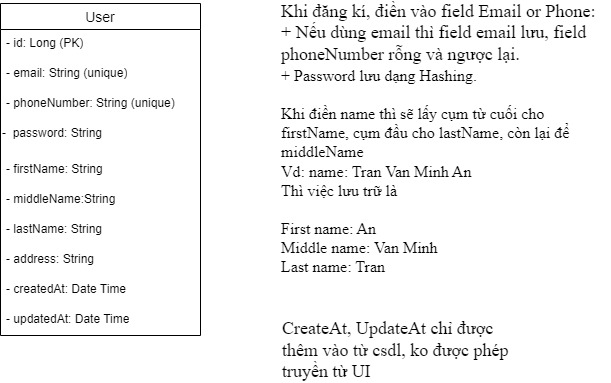 User
- id: Long (PK)
- email: String (unique)
- phoneNumber: String (unique)
- password: String
- firstName: String
- middleName:String
- lastName: String
- address: String
- createdAt: Date Time
- updatedAt: Date Time
Khi đăng kí, điền vào field Email or Phone:
+ Nếu dùng email thì field email lưu, field
phoneNumber rỗng và ngược lại.
+ Password lưu dạng Hashing.
Khi điền name thì sẽ lấy cụm từ cuối cho
firstName, cụm đầu cho lastName, còn lại để
middleName
Vd: name: Tran Van Minh An
Thì việc lưu trữ là
First name: An
Middle name: Van Minh
Last name: Tran
CreateAt, UpdateAt chỉ được
thêm vào từ csdl, ko được phép
truyền từ UI